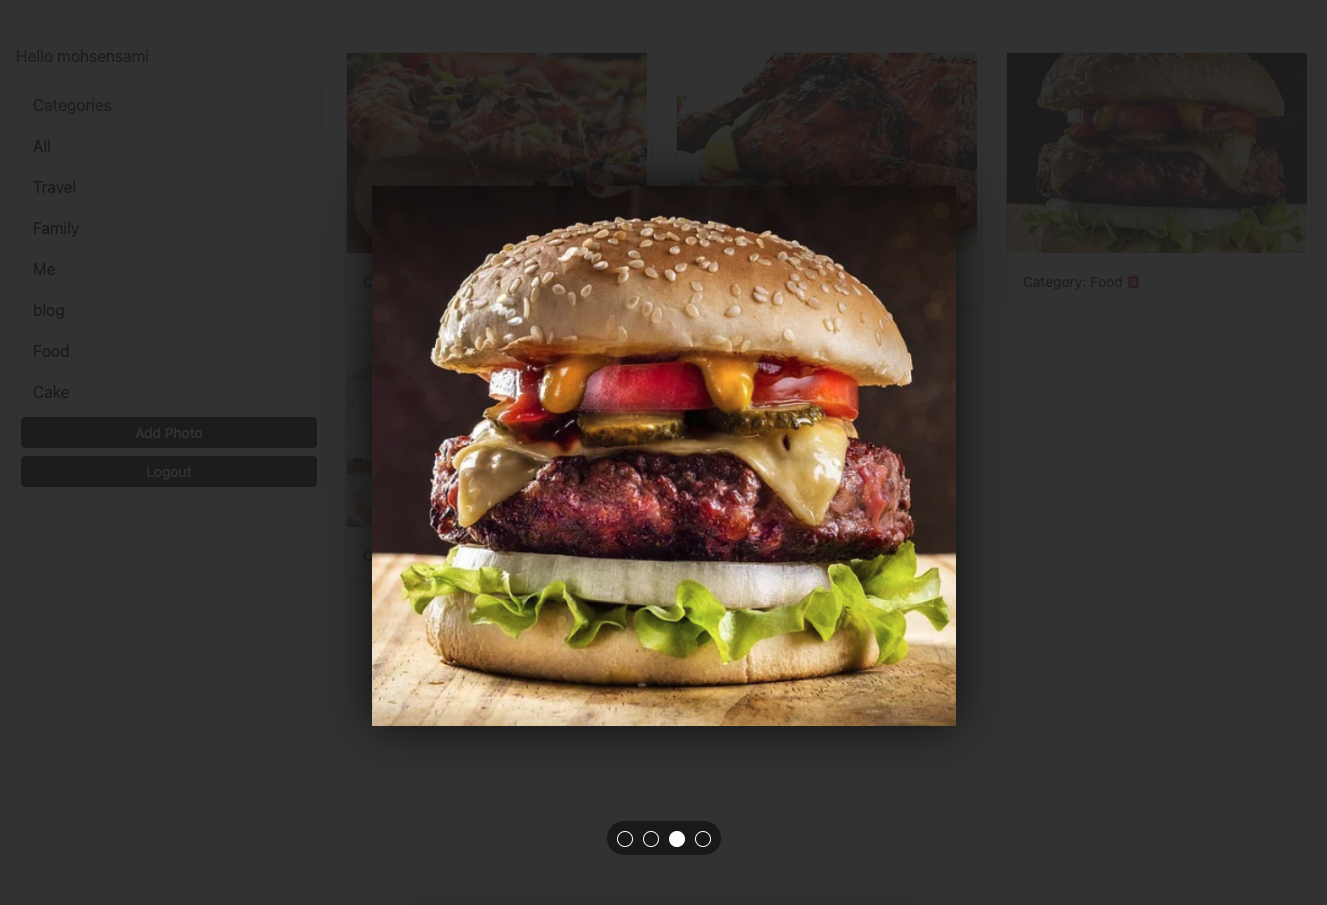 Hello mohsensami
Categories
All
Travel
Family
Me
blog
Food
Cake
Add Photo
Logout
Category: Food